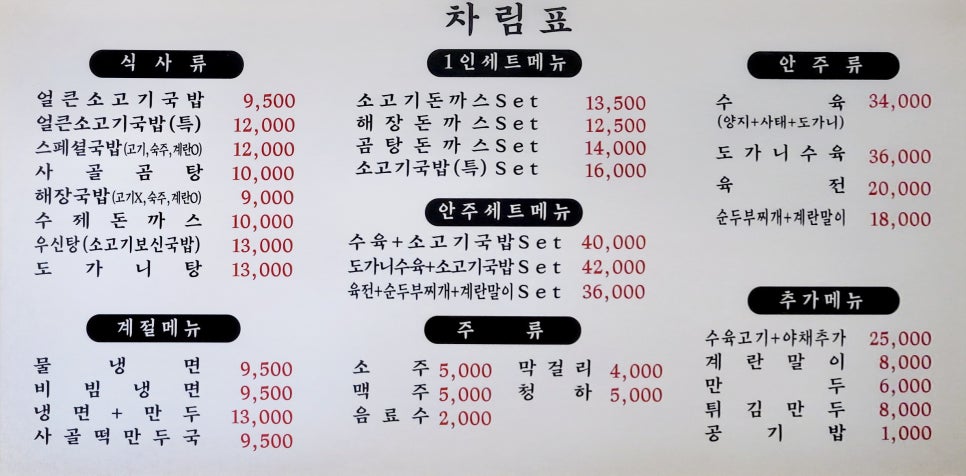 차림표
식사류
얼큰소고기국밥 9,500
얼큰소고기국밥(특) 12,000
스페셜국밥(고기,숙주,계란O) 12,000
사골곰탕 10,000
해장국밥(고기X,숙주,계란O) 9,000
수제돈까스 10,000
우신탕(소고기보신국밥) 13,000
도가니탕 13,000
계절메뉴
물냉면 9,500
비빔냉면 9,500
냉면+만두 13,000
사골떡만두국 9,500
1인세트메뉴
소고기돈까스Set 13,500
해장돈까스Set 12,500
곰탕돈까스Set 14,000
소고기국밥(특)Set 16,000
안주세트메뉴
수육+소고기국밥Set 40,000
도가니수육+소고기국밥Set 42,000
육전+순두부찌개+계란말이Set 36,000
주류
소주 5,000 막걸리 4,000
맥주 5,000 청하 5,000
음료수 2,000
안주류
수육 34,000
(양지+사태+도가니)
도가니수육 36,000
육전 20,000
순두부찌개+계란말이 18,000
추가메뉴
수육고기+야채추가 25,000
계란말이 8,000
만두 6,000
튀김만두 8,000
공기밥 1,000